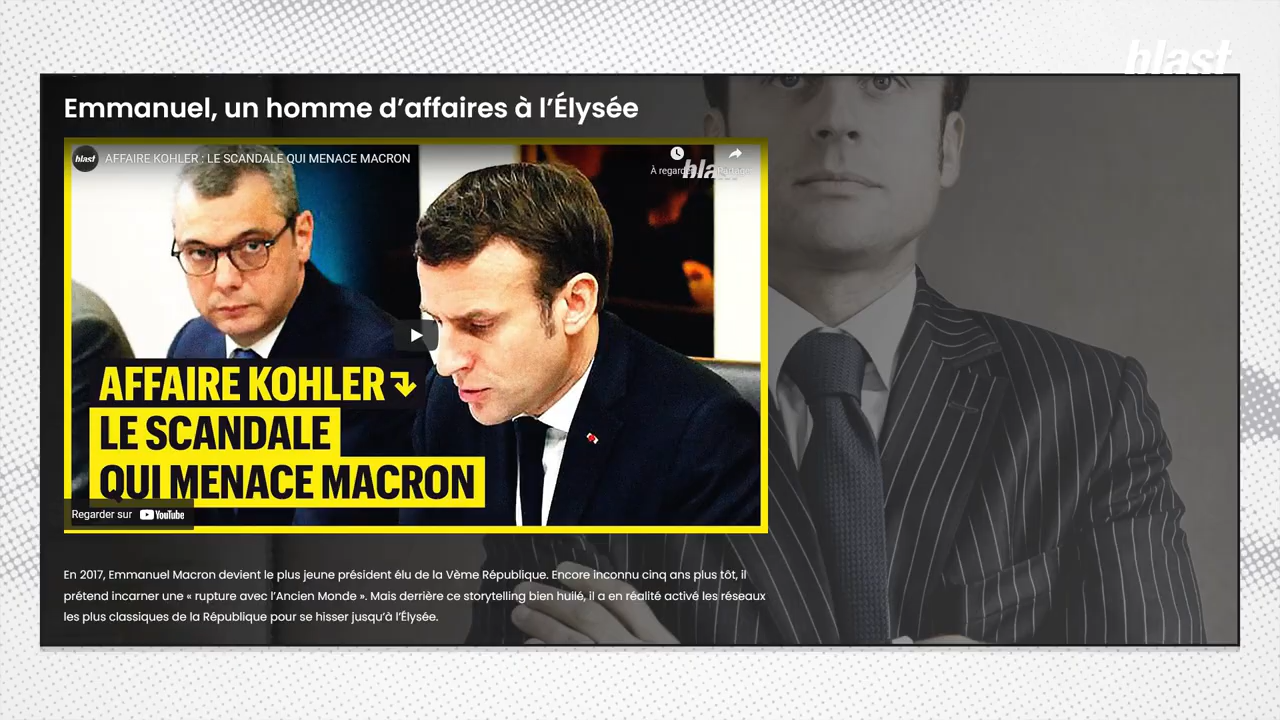 blast
Emmanuel, un homme d’affaires à l’Élysée
blast AFFAIRE KOHLER : LE SCANDALE QUI MENACE MACRON
À regarder
blast
Partager
AFFAIRE KOHLER
LE SCANDALE
QUI MENACE MACRON
Regarder sur YouTube
En 2017, Emmanuel Macron devient le plus jeune président élu de la Vème République. Encore inconnu cinq ans plus tôt, il
prétend incarner une « rupture avec l’Ancien Monde ». Mais derrière ce storytelling bien huilé, il a en réalité activé les réseaux
les plus classiques de la République pour se hisser jusqu’à l’Élysée.